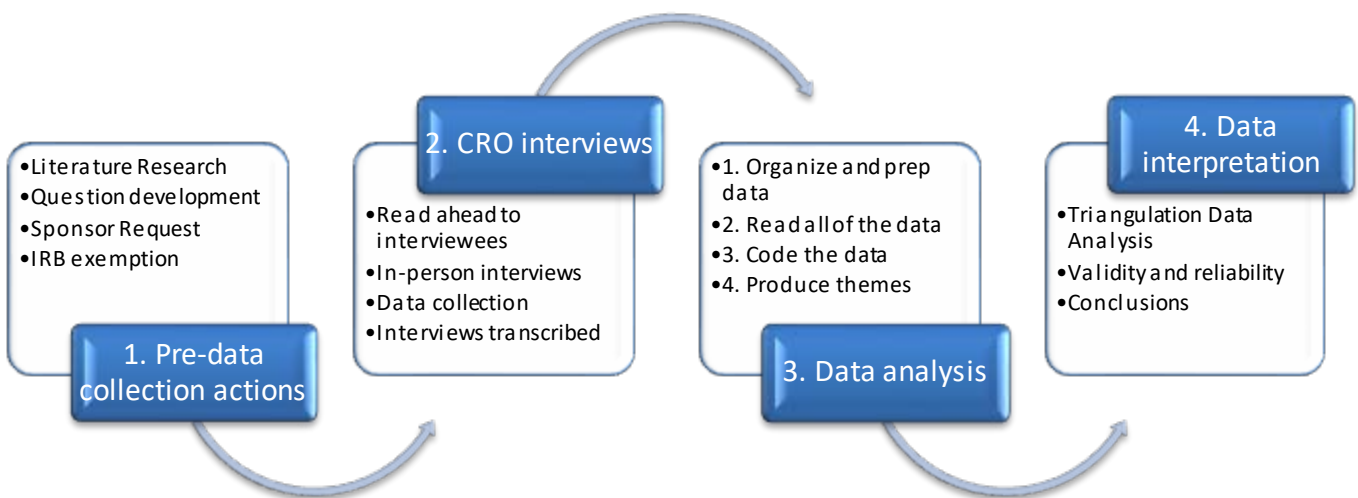 •Literature Research
•Question development
•Sponsor Request
•IRB exemption
1. Pre-data
collection actions
2. CRO interviews
•Read ahead to
interviewees
•In-person interviews
•Data collection
•Interviews transcribed
•1. Organize and prep
data
•2. Read all of the data
•3. Code the data
•4. Produce themes
3. Data analysis
4. Data
interpretation
•Triangulation Data
Analysis
•Validity and reliability
•Conclusions